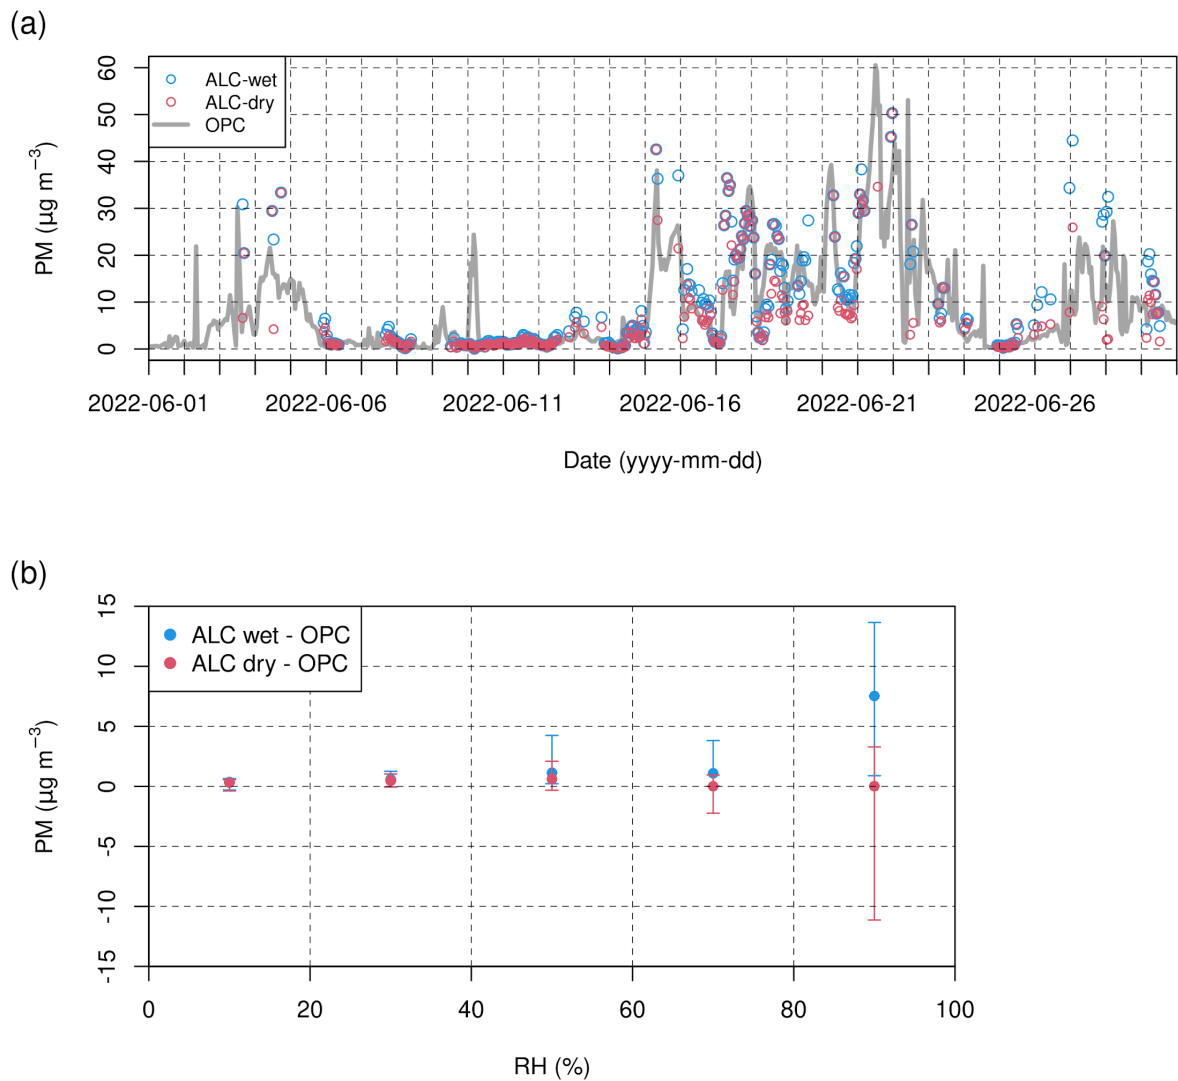 (a)
PM (µg m⁻³)
60
50
40
30
20
10
0
ALC-wet
ALC-dry
OPC
2022-06-01 2022-06-06 2022-06-11 2022-06-16 2022-06-21 2022-06-26
Date (yyyy-mm-dd)
(b)
PM (µg m⁻³)
15
10
5
0
-5
-10
-15
ALC wet - OPC
ALC dry - OPC
0 20 40 60 80 100
RH (%)